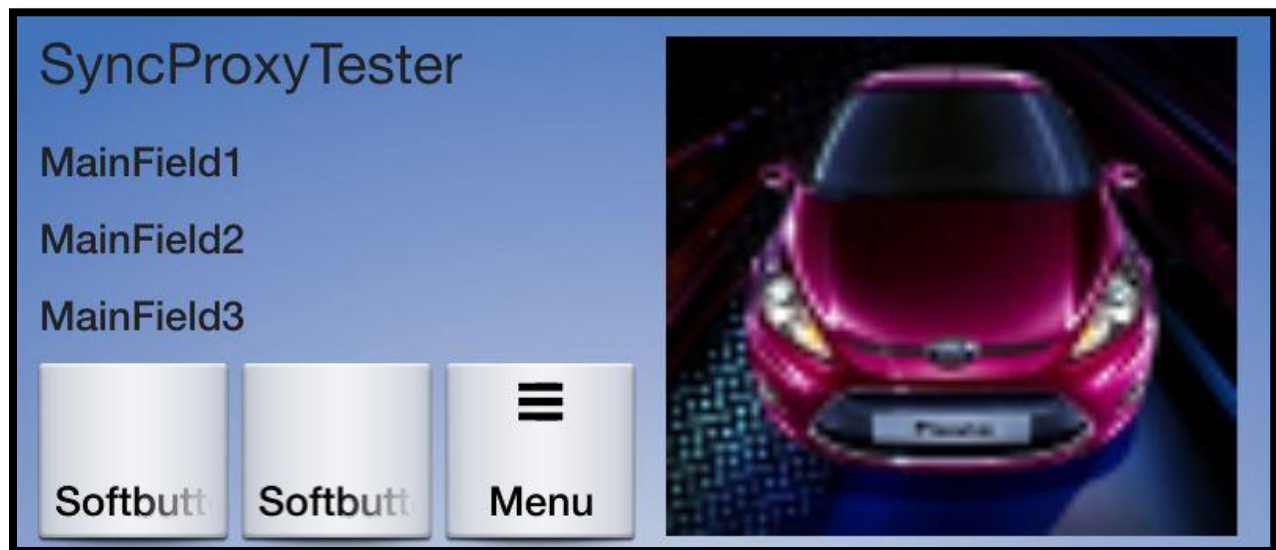 SyncProxyTester
MainField1
MainField2
MainField3
Softbutt
Softbutt
Menu